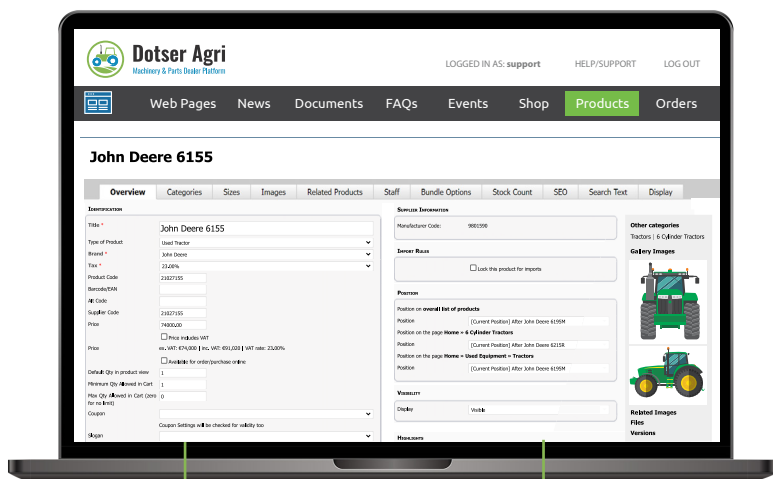 Dotser Agri
Machinery & Parts Dealer Platform
LOGGED IN AS: support
HELP/SUPPORT
LOG OUT
Web Pages
News
Documents
FAQs
Events
Shop
Products
Orders
John Deere 6155
Overview
Categories
Sizes
Images
Related Products
Staff
Bundle Options
Stock Count
SEO
Search Text
Display
IDENTIFICATION
Title * John Deere 6155
Type of Product Used Tractor
Brand * John Deere
Tax * 23.00%
Product Code 21027155
Barcode/EAN
Alt Code
Supplier Code 21027155
Price 74000.00
Price includes VAT
Price ex. VAT: €74,000 | inc. VAT: €91,020 | VAT rate: 23.00%
Available for order/purchase online
Default Qty in product view 1
Minimum Qty Allowed in Cart 1
Max Qty Allowed in Cart (zero 0
for no limit)
Coupon
Coupon Settings will be checked for validity too
Slogan
SUPPLIER INFORMATION
Manufacturer Code: 9801590
IMPORT RULES
Lock this product for imports
POSITION
Position on overall list of products
Position [Current Position] After John Deere 6195M
Position on the page Home » 6 Cylinder Tractors
Position [Current Position] After John Deere 6215R
Position on the page Home » Used Equipment » Tractors
Position [Current Position] After John Deere 6195M
VISIBILITY
Display Visible
HIGHLIGHTS
Other categories
Tractors | 6 Cylinder Tractors
Gallery Images
Related Images
Files
Versions